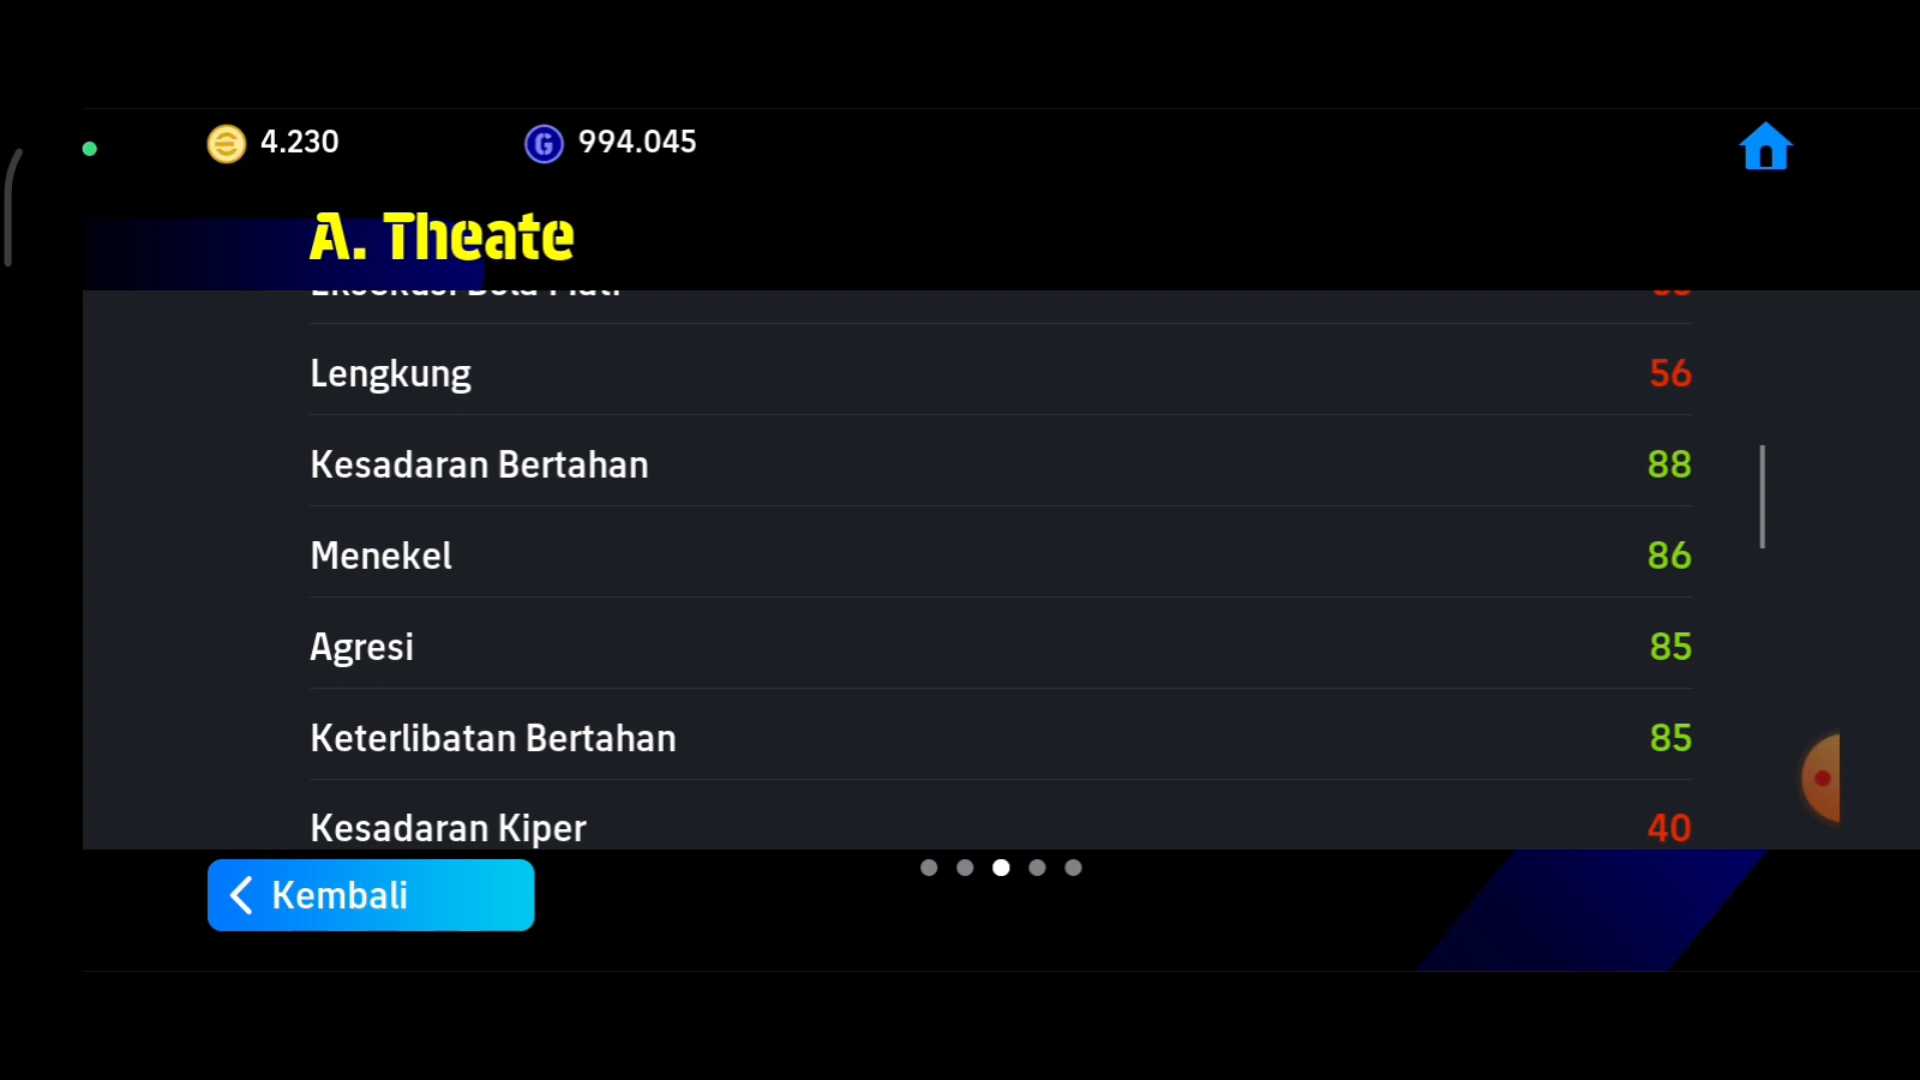 4.230
994.045
A. Theate
Lengkung 56
Kesadaran Bertahan 88
Menekel 86
Agresi 85
Keterlibatan Bertahan 85
Kesadaran Kiper 40
Kembali